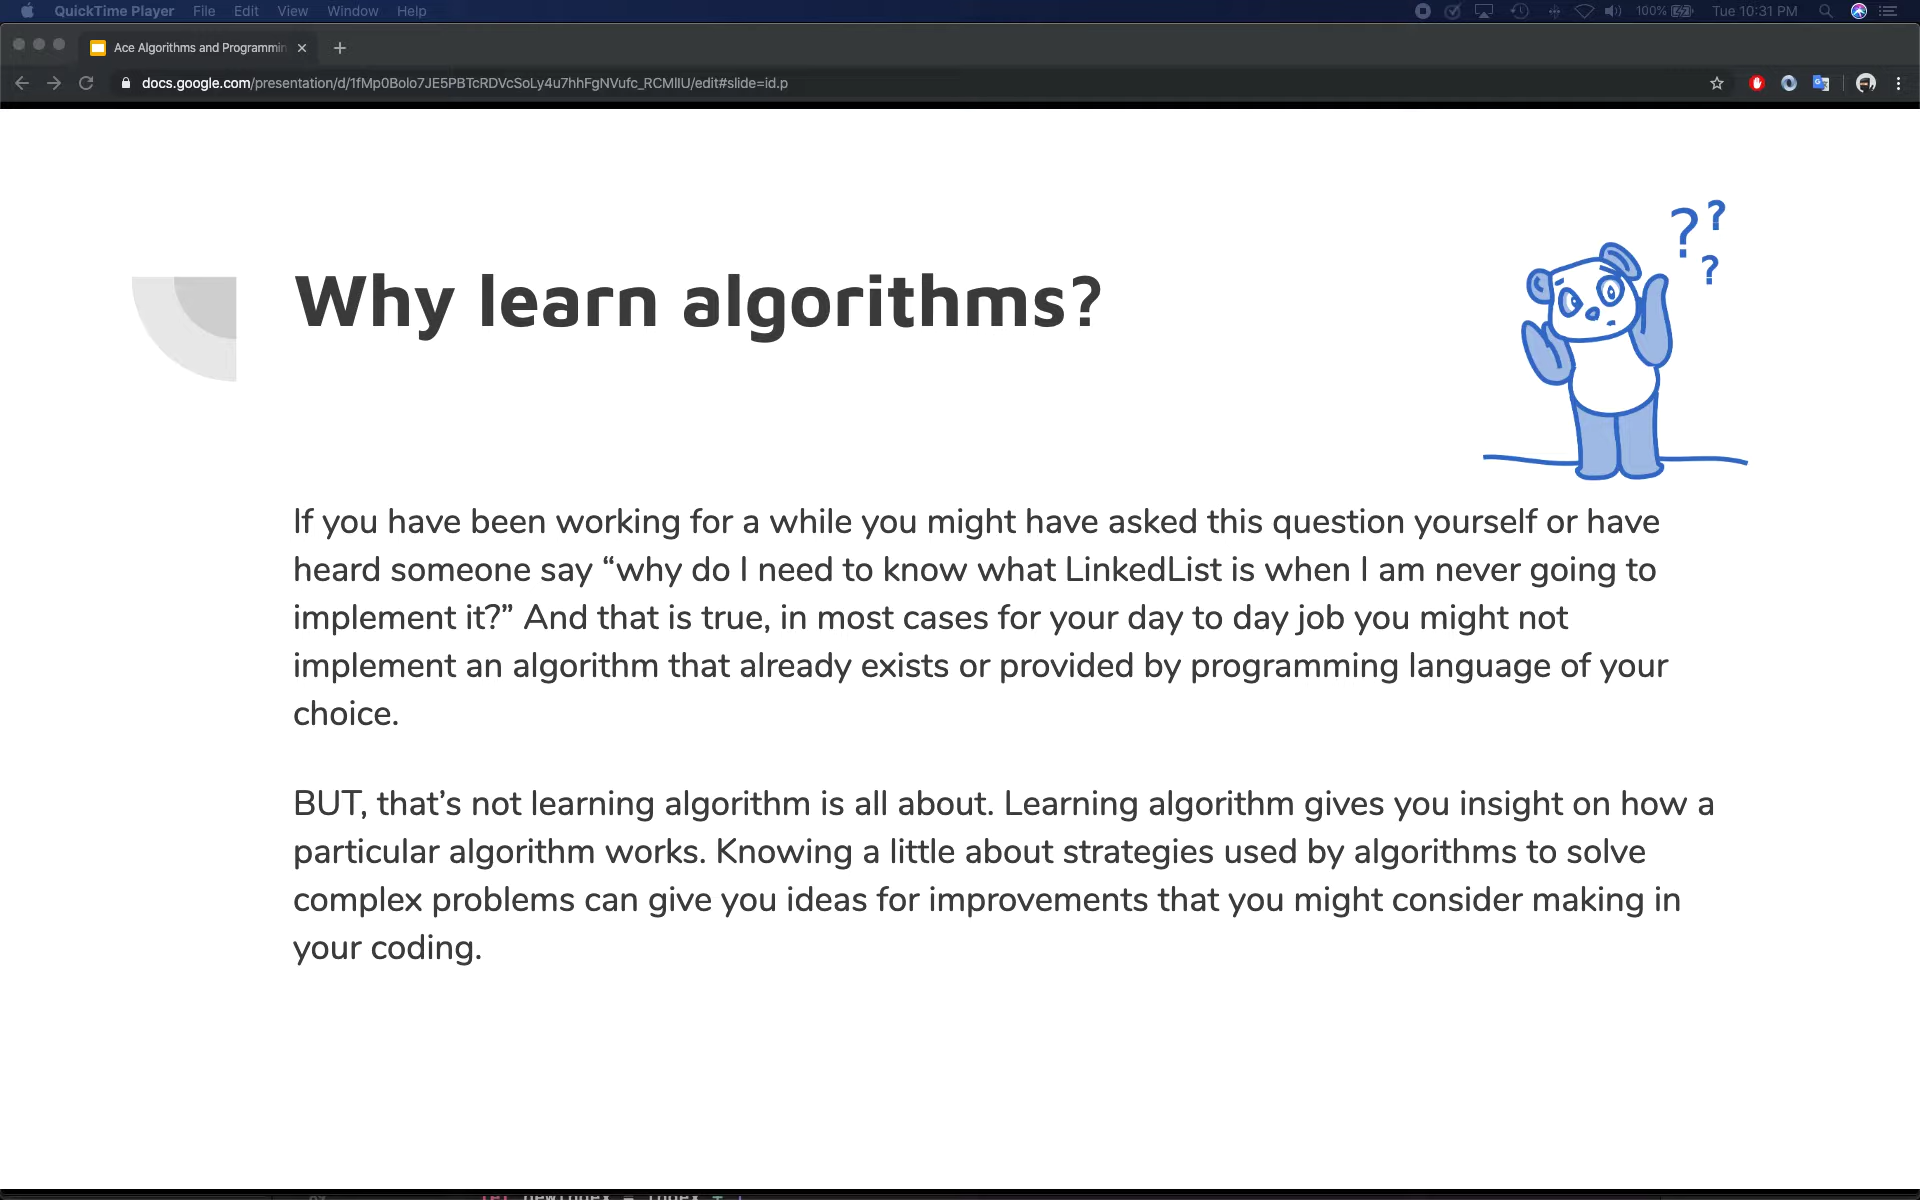 QuickTime Player File Edit View Window Help 100% Tue 10:31 PM
Ace Algorithms and Programmin
docs.google.com/presentation/d/1fMp0Bolo7JE5PBTcRDVcSoLy4u7hhFgNVufc_RCMIlU/edit#slide=id.p
? ?
?
Why learn algorithms?
If you have been working for a while you might have asked this question yourself or have
heard someone say “why do I need to know what LinkedList is when I am never going to
implement it?” And that is true, in most cases for your day to day job you might not
implement an algorithm that already exists or provided by programming language of your
choice.
BUT, that’s not learning algorithm is all about. Learning algorithm gives you insight on how a
particular algorithm works. Knowing a little about strategies used by algorithms to solve
complex problems can give you ideas for improvements that you might consider making in
your coding.